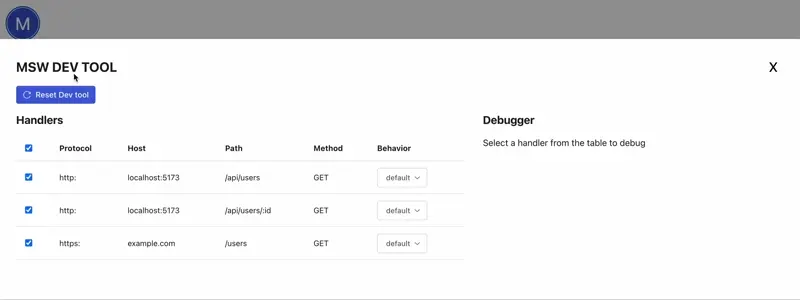 M
MSW DEV TOOL X
Reset Dev tool
Handlers
Protocol Host Path Method Behavior
http: localhost:5173 /api/users GET default
http: localhost:5173 /api/users/:id GET default
https: example.com /users GET default
Debugger
Select a handler from the table to debug